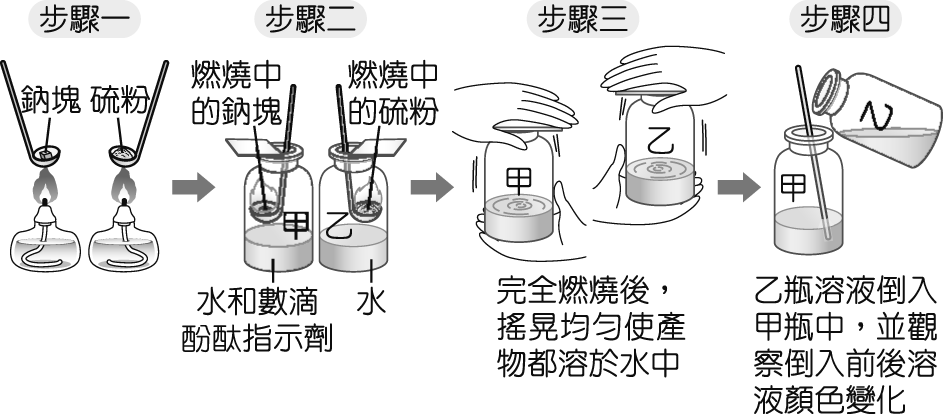 步驟一
步驟二
步驟三
步驟四
鈉塊
硫粉
燃燒中
的鈉塊
燃燒中
的硫粉
甲
乙
水和數滴
酚酞指示劑
水
甲
乙
完全燃燒後，
搖晃均勻使產
物都溶於水中
甲
乙
乙瓶溶液倒入
甲瓶中，並觀
察倒入前後溶
液顏色變化